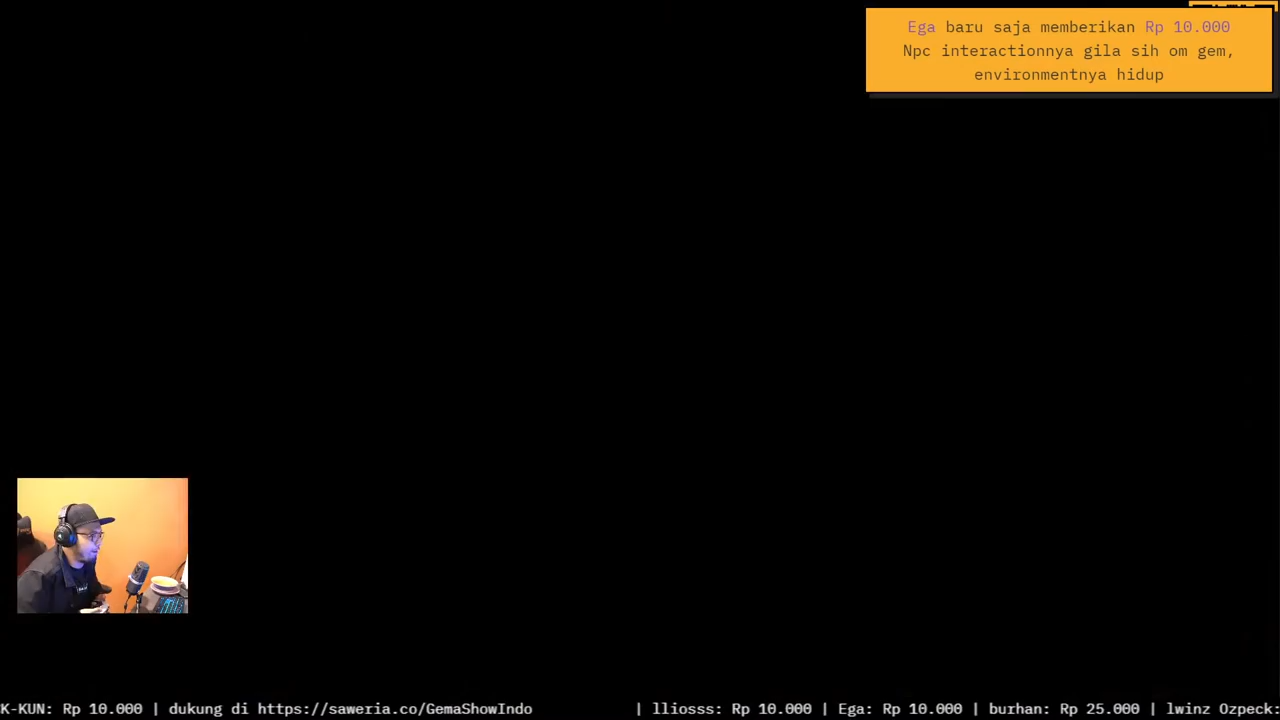 Ega baru saja memberikan Rp 10.000
Npc interactionnya gila sih om gem,
environmentnya hidup
K-KUN: Rp 10.000 | dukung di https://saweria.co/GemaShowIndo | lliosss: Rp 10.000 | Ega: Rp 10.000 | burhan: Rp 25.000 | lwinz Ozpeck: